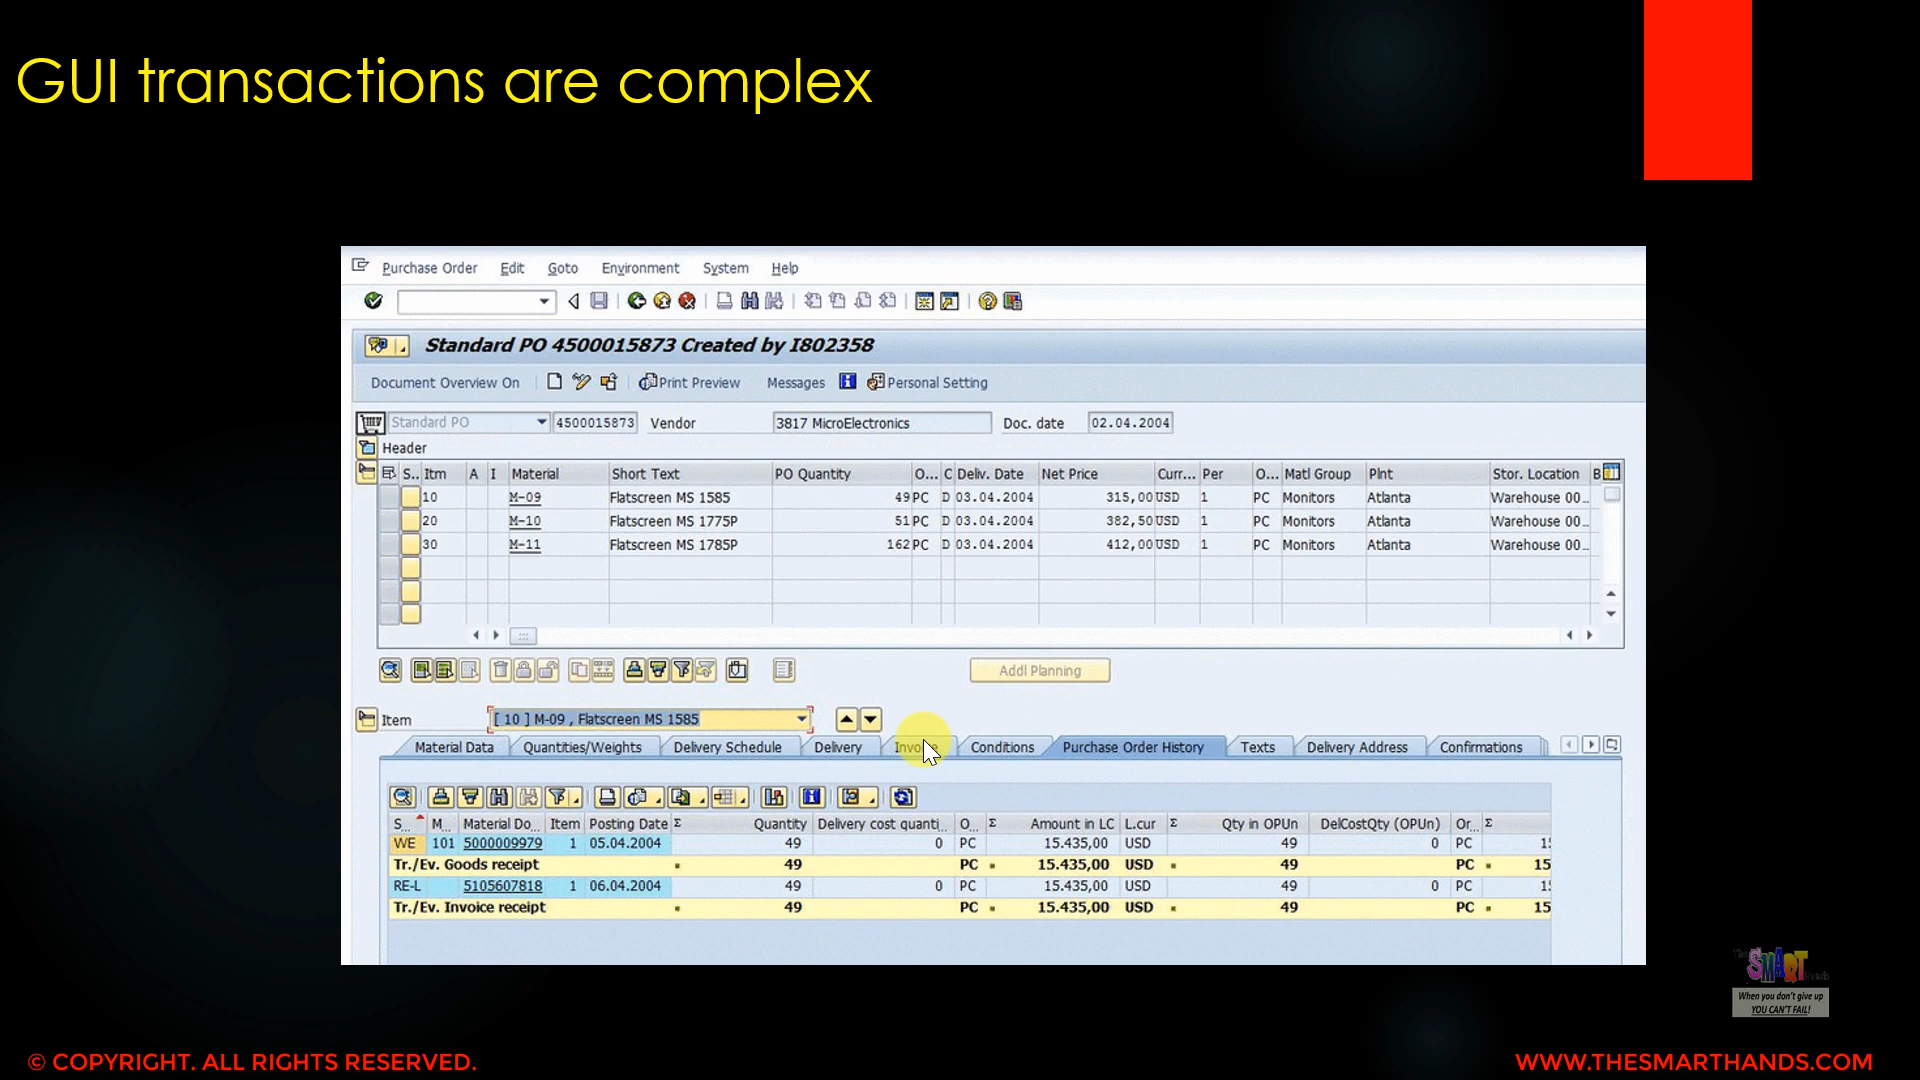 GUI transactions are complex
Purchase Order Edit Goto Environment System Help
Standard PO 4500015873 Created by I802358
Document Overview On Print Preview Messages Personal Setting
Standard PO 4500015873 Vendor 3817 MicroElectronics Doc. date 02.04.2004
Header
S.. Itm A I Material Short Text PO Quantity O... C Deliv. Date Net Price Curr... Per O... Matl Group Plnt Stor. Location B
10 M-09 Flatscreen MS 1585 49 PC D 03.04.2004 315,00 USD 1 PC Monitors Atlanta Warehouse 00..
20 M-10 Flatscreen MS 1775P 51 PC D 03.04.2004 382,50 USD 1 PC Monitors Atlanta Warehouse 00..
30 M-11 Flatscreen MS 1785P 162 PC D 03.04.2004 412,00 USD 1 PC Monitors Atlanta Warehouse 00..
Addl Planning
Item [ 10 ] M-09 , Flatscreen MS 1585
Material Data Quantities/Weights Delivery Schedule Delivery Conditions Purchase Order History Texts Delivery Address Confirmations
S... M... Material Do... Item Posting Date Σ Quantity Delivery cost quanti... O... Σ Amount in LC L.cur Σ Qty in OPUn DelCostQty (OPUn) Or... Σ
WE 101 5000009979 1 05.04.2004 49 0 PC 15.435,00 USD 49 0 PC
Tr./Ev. Goods receipt 49 PC 15.435,00 USD 49 PC 15
RE-L 5105607818 1 06.04.2004 49 0 PC 15.435,00 USD 49 0 PC
Tr./Ev. Invoice receipt 49 PC 15.435,00 USD 49 PC 15
SMART
When you don't give up
YOU CAN'T FAIL!
© COPYRIGHT. ALL RIGHTS RESERVED.
WWW.THESMARTHANDS.COM